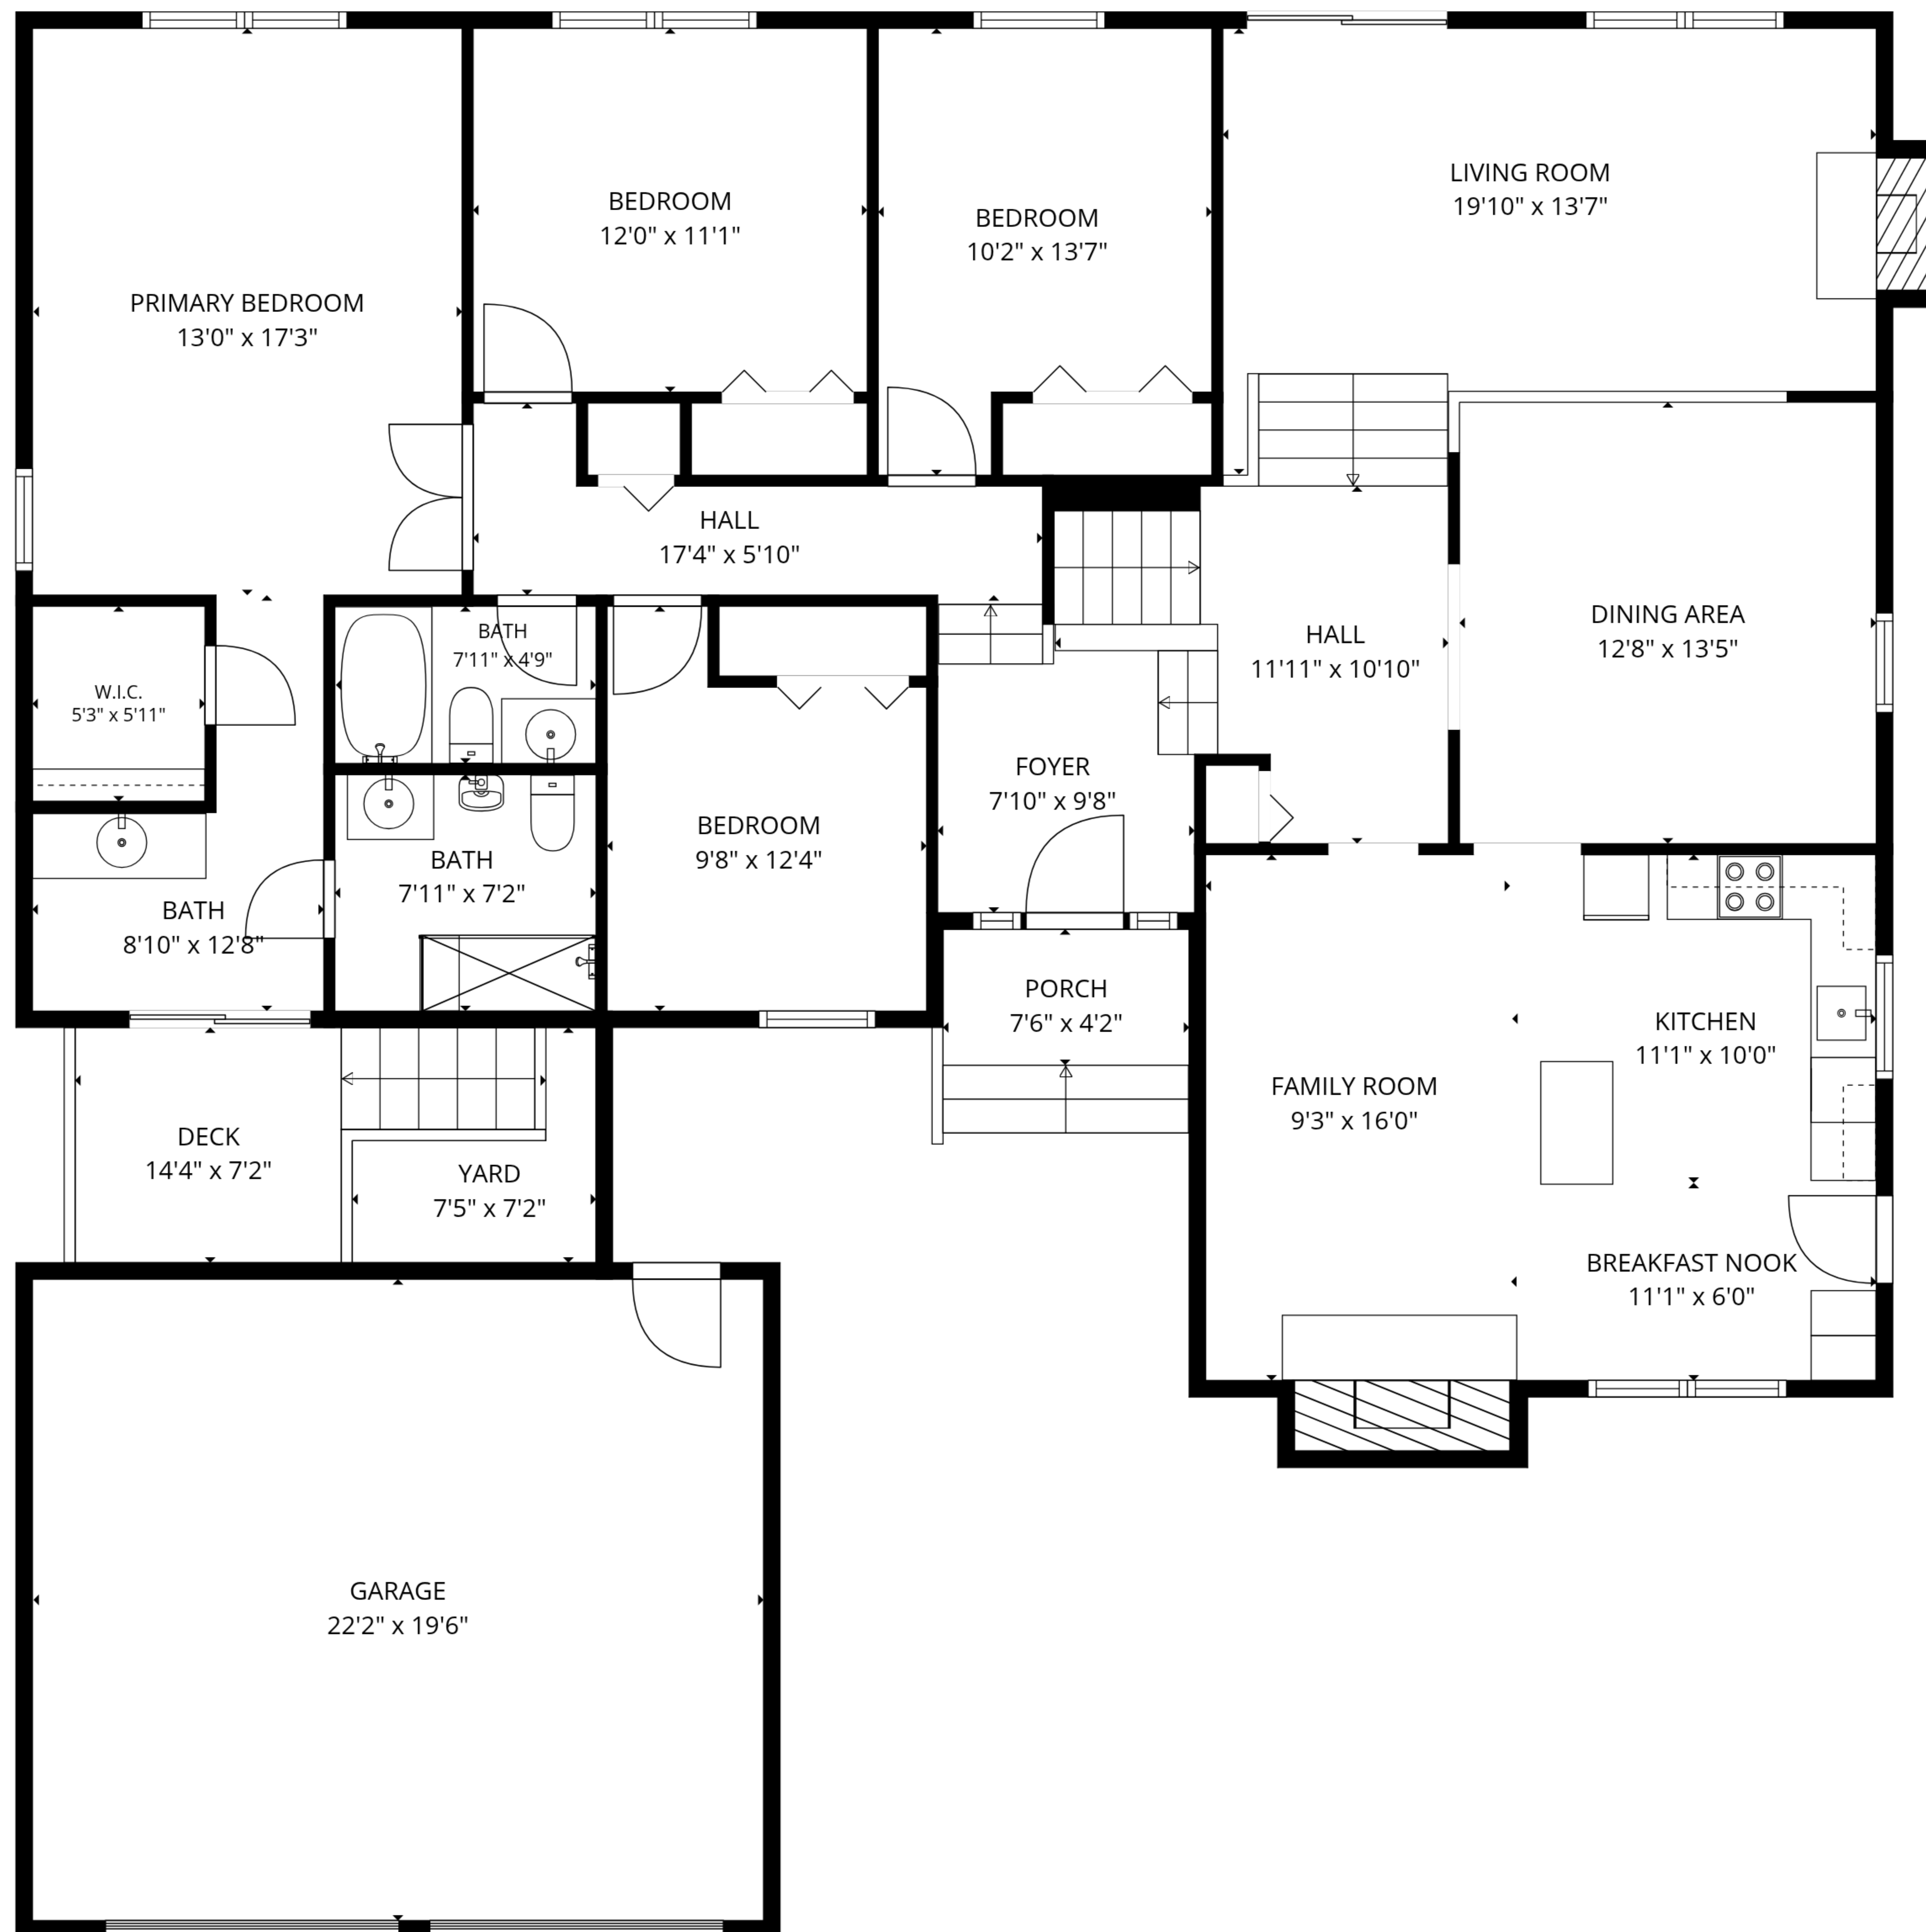 LIVING ROOM
19'10" x 13'7"
BEDROOM
12'0" x 11'1"
BEDROOM
10'2" x 13'7"
PRIMARY BEDROOM
13'0" x 17'3"
HALL
17'4" x 5'10"
DINING AREA
12'8" x 13'5"
BATH
7'11" x 4'9"
HALL
11'11" x 10'10"
W.I.C.
5'3" x 5'11"
FOYER
7'10" x 9'8"
BEDROOM
9'8" x 12'4"
BATH
7'11" x 7'2"
BATH
8'10" x 12'8"
PORCH
7'6" x 4'2"
KITCHEN
11'1" x 10'0"
FAMILY ROOM
9'3" x 16'0"
DECK
14'4" x 7'2"
YARD
7'5" x 7'2"
BREAKFAST NOOK
11'1" x 6'0"
GARAGE
22'2" x 19'6"